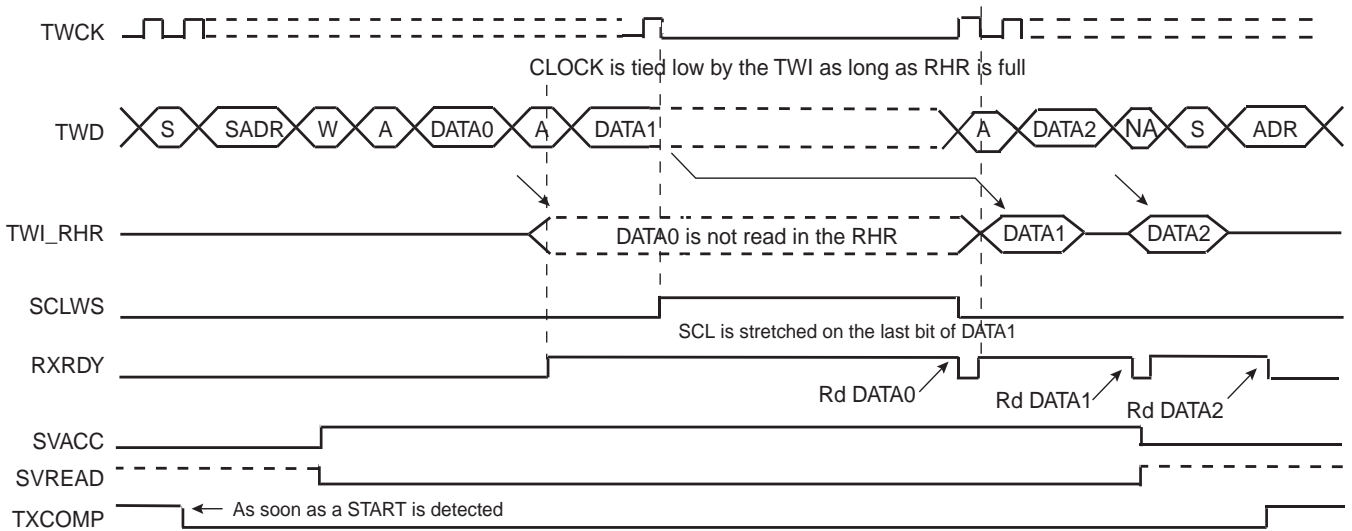 TWCK
CLOCK is tied low by the TWI as long as RHR is full
TWD S SADR W A DATA0 A DATA1 A DATA2 NA S ADR
TWI_RHR DATA0 is not read in the RHR DATA1 DATA2
SCLWS
SCL is stretched on the last bit of DATA1
RXRDY
Rd DATA0 Rd DATA1 Rd DATA2
SVACC
SVREAD
TXCOMP As soon as a START is detected